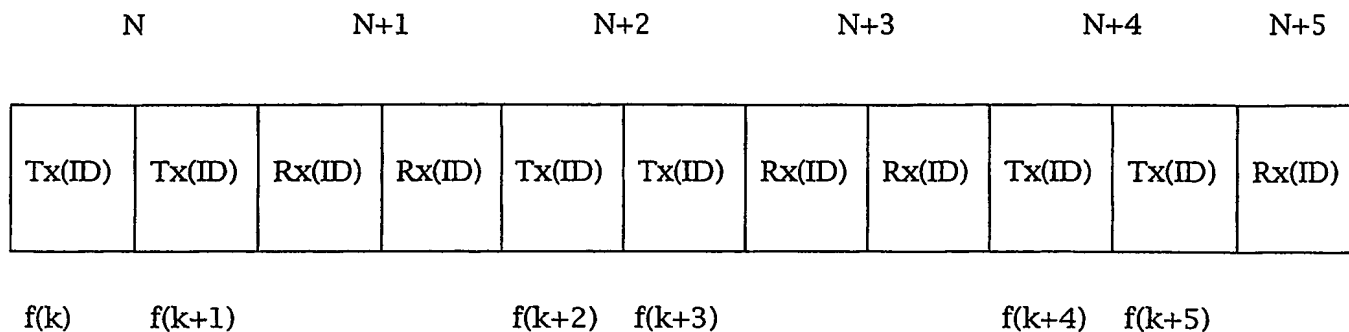 N N+1 N+2 N+3 N+4 N+5
Tx(ID) Tx(ID) Rx(ID) Rx(ID) Tx(ID) Tx(ID) Rx(ID) Rx(ID) Tx(ID) Tx(ID) Rx(ID)
f(k) f(k+1) f(k+2) f(k+3) f(k+4) f(k+5)